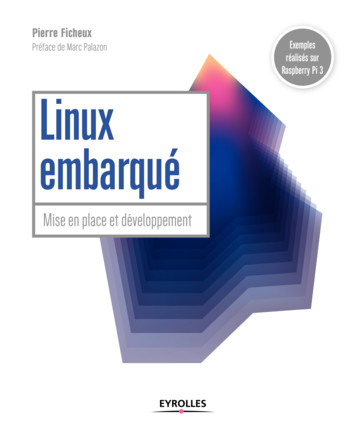 Pierre Ficheux
Préface de Marc Palazon
Exemples
réalisés sur
Raspberry Pi 3
Linux
embarqué
Mise en place et développement
EYROLLES